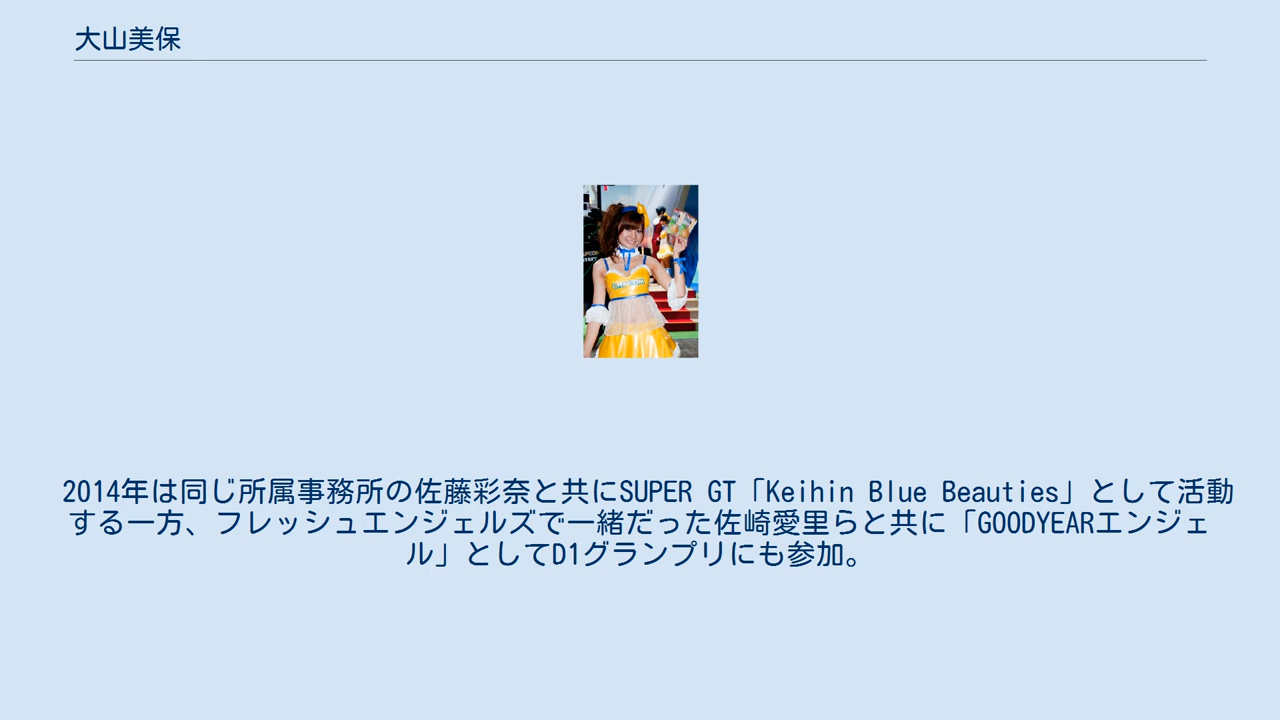 大山美保
2014年は同じ所属事務所の佐藤彩奈と共にSUPER GT「Keihin Blue Beauties」として活動
する一方、フレッシュエンジェルズで一緒だった佐崎愛里らと共に「GOODYEARエンジェ
ル」としてD1グランプリにも参加。